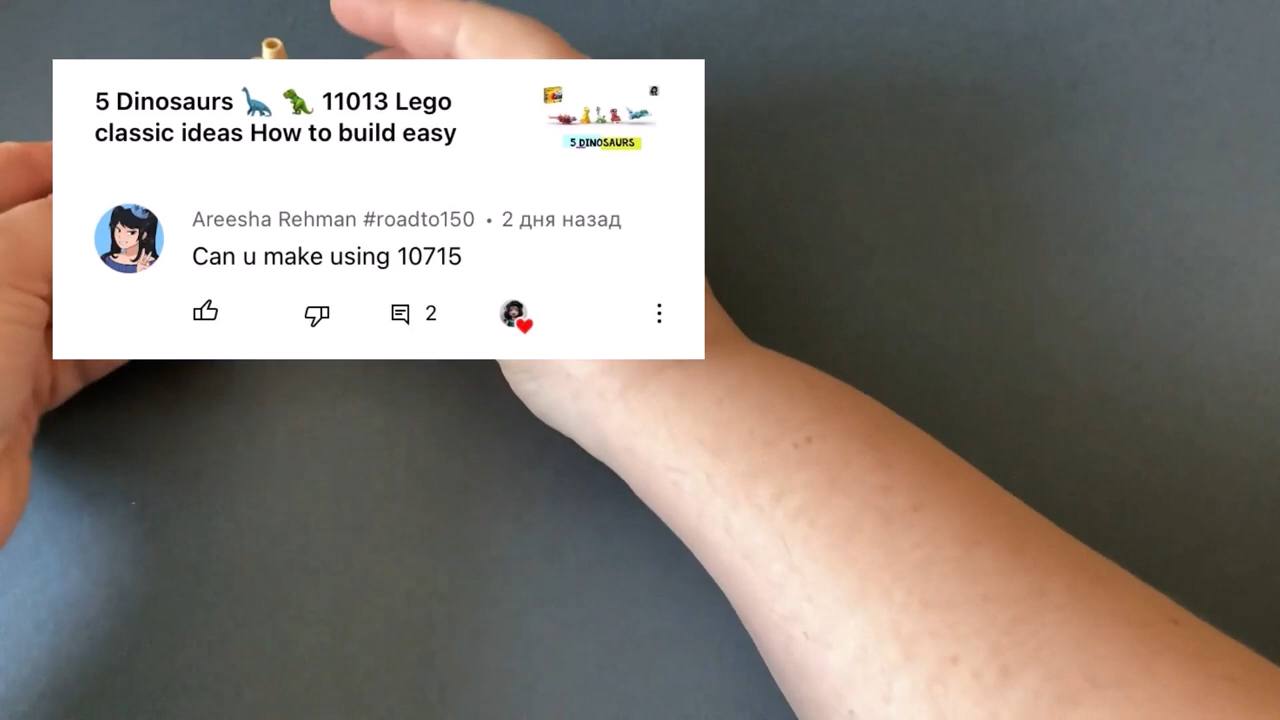 5 Dinosaurs 🦕 🦖 11013 Lego
classic ideas How to build easy
5 DINOSAURS
Areesha Rehman #roadto150 • 2 дня назад
Can u make using 10715
2